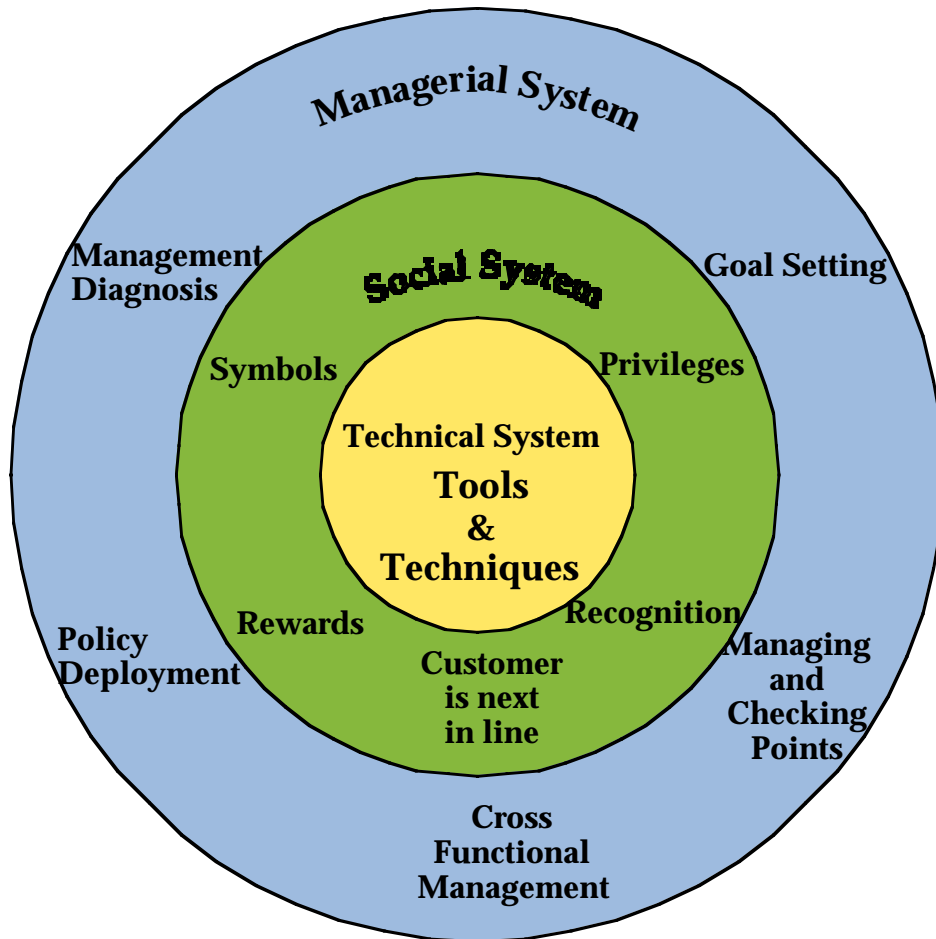 Managerial System
Management
Diagnosis
Goal Setting
Social System
Symbols
Privileges
Technical System
Tools
&
Techniques
Rewards
Recognition
Customer
is next
in line
Policy
Deployment
Managing
and
Checking
Points
Cross
Functional
Management